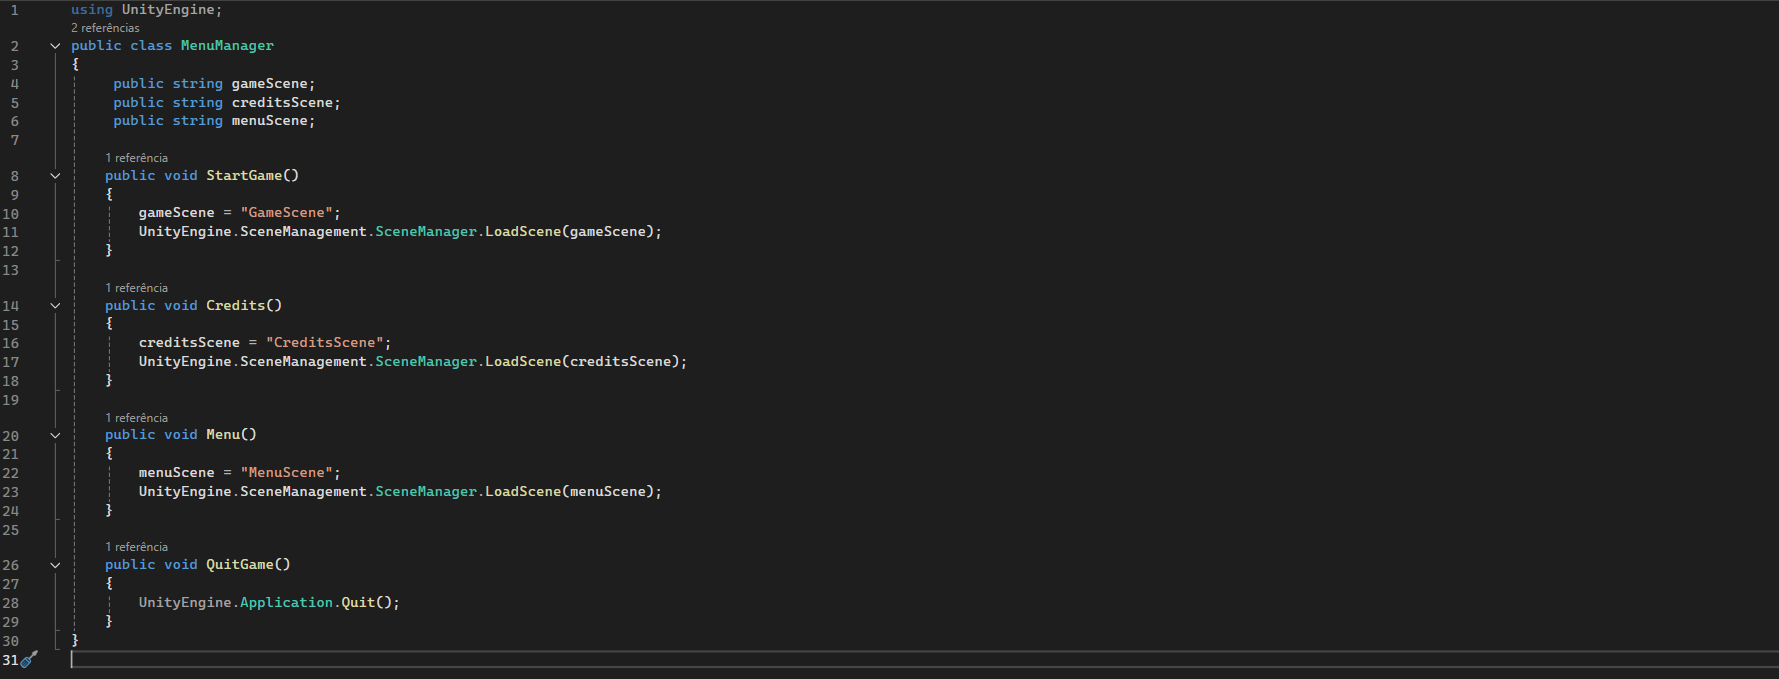 1 using UnityEngine;
2 referências
2 public class MenuManager
3 {
4 public string gameScene;
5 public string creditsScene;
6 public string menuScene;
7
1 referência
8 public void StartGame()
9 {
10 gameScene = "GameScene";
11 UnityEngine.SceneManagement.SceneManager.LoadScene(gameScene);
12 }
13
1 referência
14 public void Credits()
15 {
16 creditsScene = "CreditsScene";
17 UnityEngine.SceneManagement.SceneManager.LoadScene(creditsScene);
18 }
19
1 referência
20 public void Menu()
21 {
22 menuScene = "MenuScene";
23 UnityEngine.SceneManagement.SceneManager.LoadScene(menuScene);
24 }
25
1 referência
26 public void QuitGame()
27 {
28 UnityEngine.Application.Quit();
29 }
30 }
31